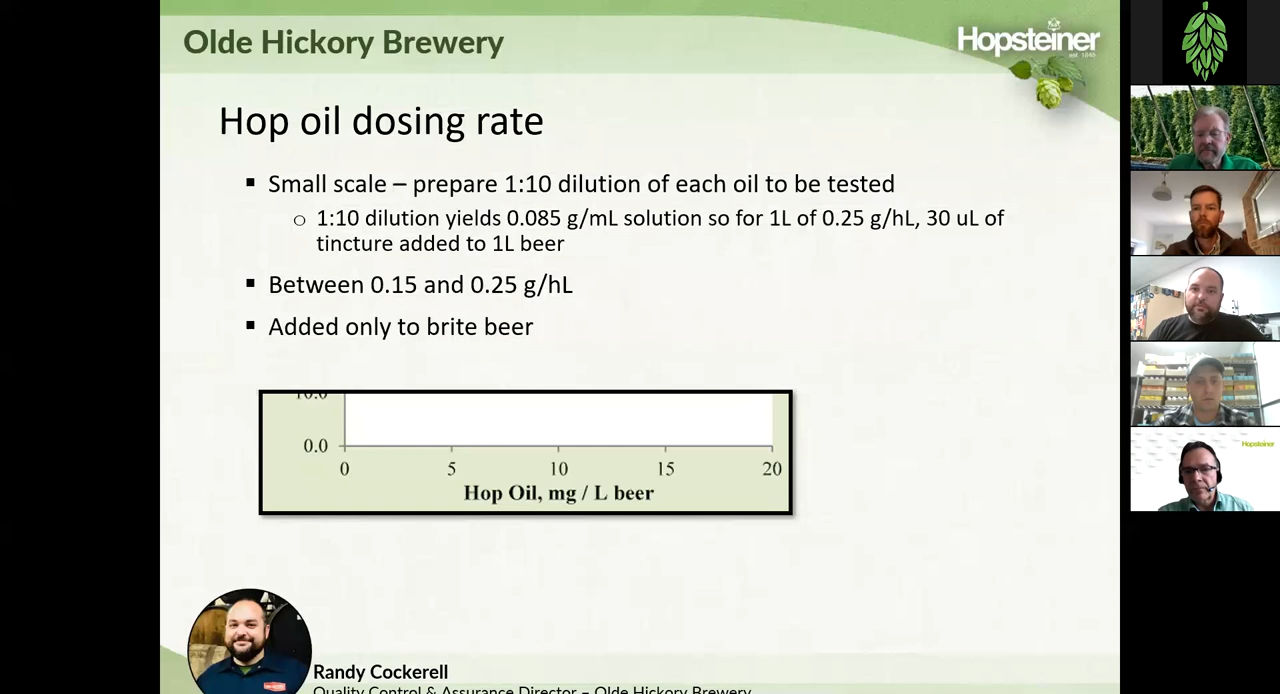 Olde Hickory Brewery
Hopsteiner
est. 1845
Hop oil dosing rate
▪ Small scale – prepare 1:10 dilution of each oil to be tested
○ 1:10 dilution yields 0.085 g/mL solution so for 1L of 0.25 g/hL, 30 uL of
tincture added to 1L beer
▪ Between 0.15 and 0.25 g/hL
▪ Added only to brite beer
10.0
0.0
0 5 10 15 20
Hop Oil, mg / L beer
Hopsteiner
Randy Cockerell
Quality Control & Assurance Director – Olde Hickory Brewery